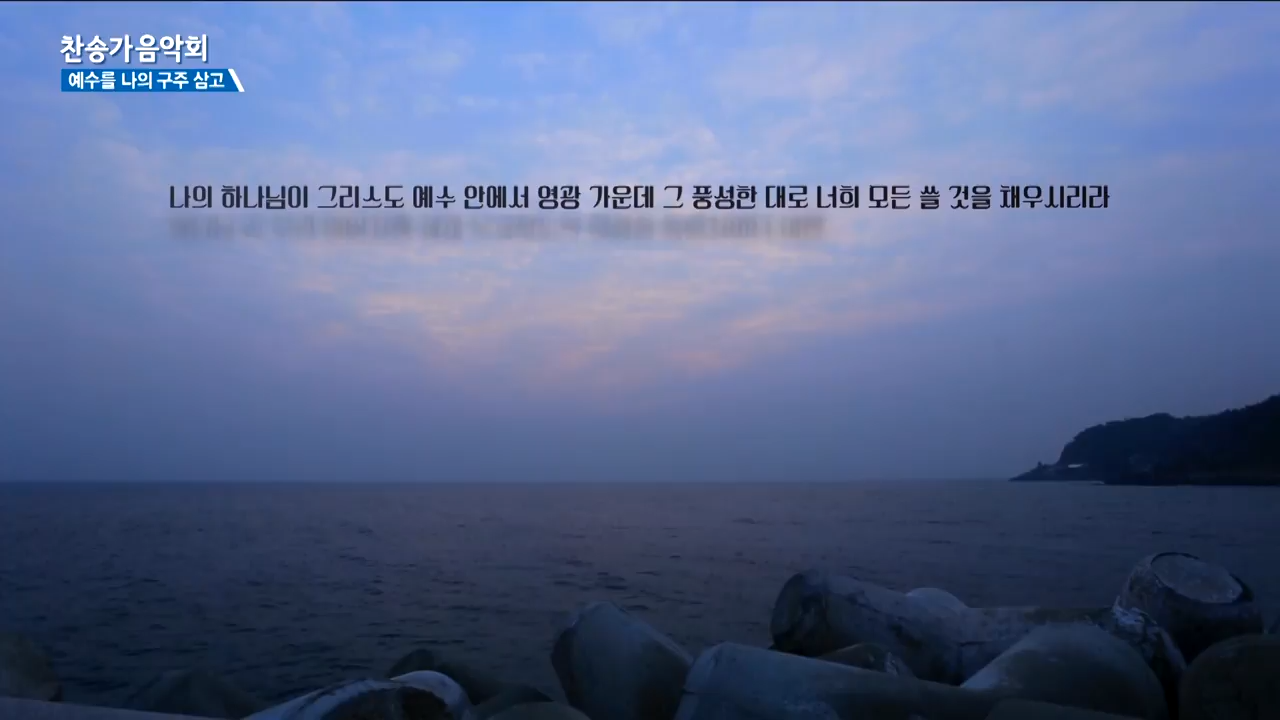 찬송가음악회
예수를 나의 구주 삼고
나의 하나님이 그리스도 예수 안에서 영광 가운데 그 풍성한 대로 너희 모든 쓸 것을 채우시리라